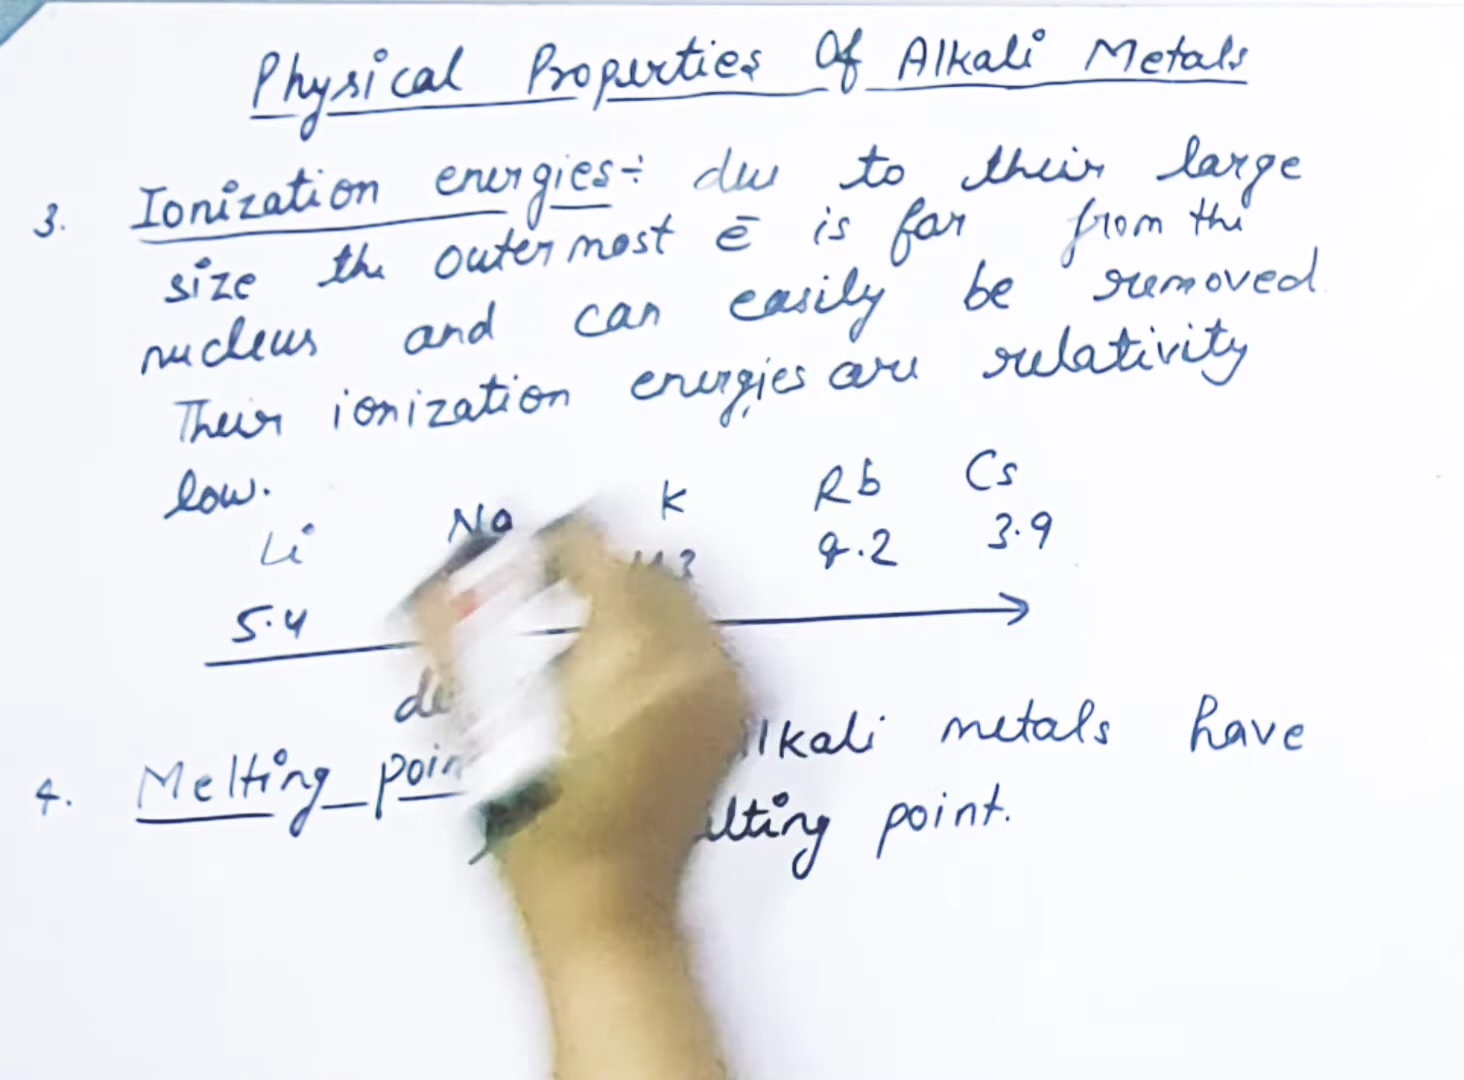 Physical Properties Of Alkali Metals
3. Ionization energies÷ due to their large
size the outermost ē is far from the
nucleus and can easily be removed
Their ionization energies are relativity
low.
Li Na K Rb Cs
5.4 4.2 3.9
4. Melting alkali metals have
point.